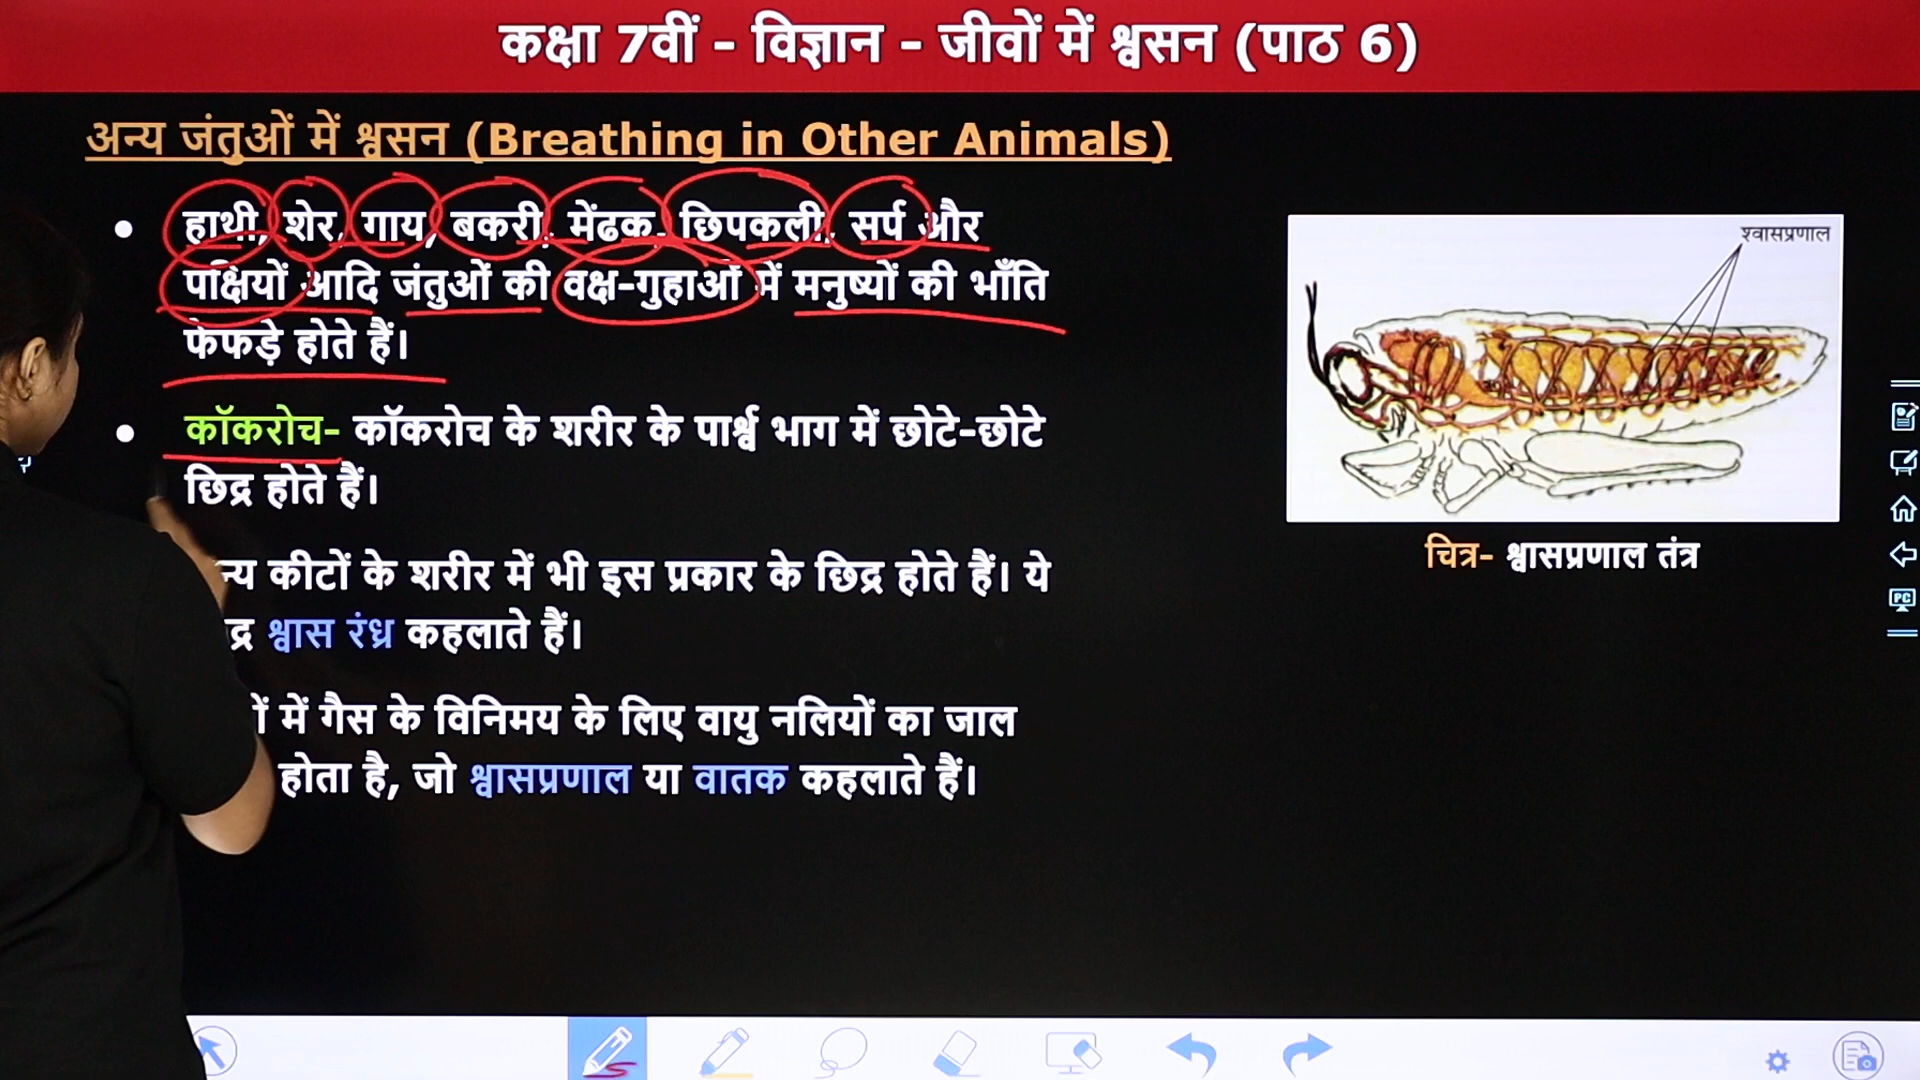 कक्षा 7वीं - विज्ञान - जीवों में श्वसन (पाठ 6)
अन्य जंतुओं में श्वसन (Breathing in Other Animals)
हाथी, शेर, गाय, बकरी, मेंढक, छिपकली, सर्प और
पक्षियों आदि जंतुओं की वक्ष-गुहाओं में मनुष्यों की भाँति
फेफड़े होते हैं।
कॉकरोच- कॉकरोच के शरीर के पार्श्व भाग में छोटे-छोटे
छिद्र होते हैं।
कीटों के शरीर में भी इस प्रकार के छिद्र होते हैं। ये
श्वास रंध्र कहलाते हैं।
में गैस के विनिमय के लिए वायु नलियों का जाल
होता है, जो श्वासप्रणाल या वातक कहलाते हैं।
श्वासप्रणाल
चित्र- श्वासप्रणाल तंत्र
PC